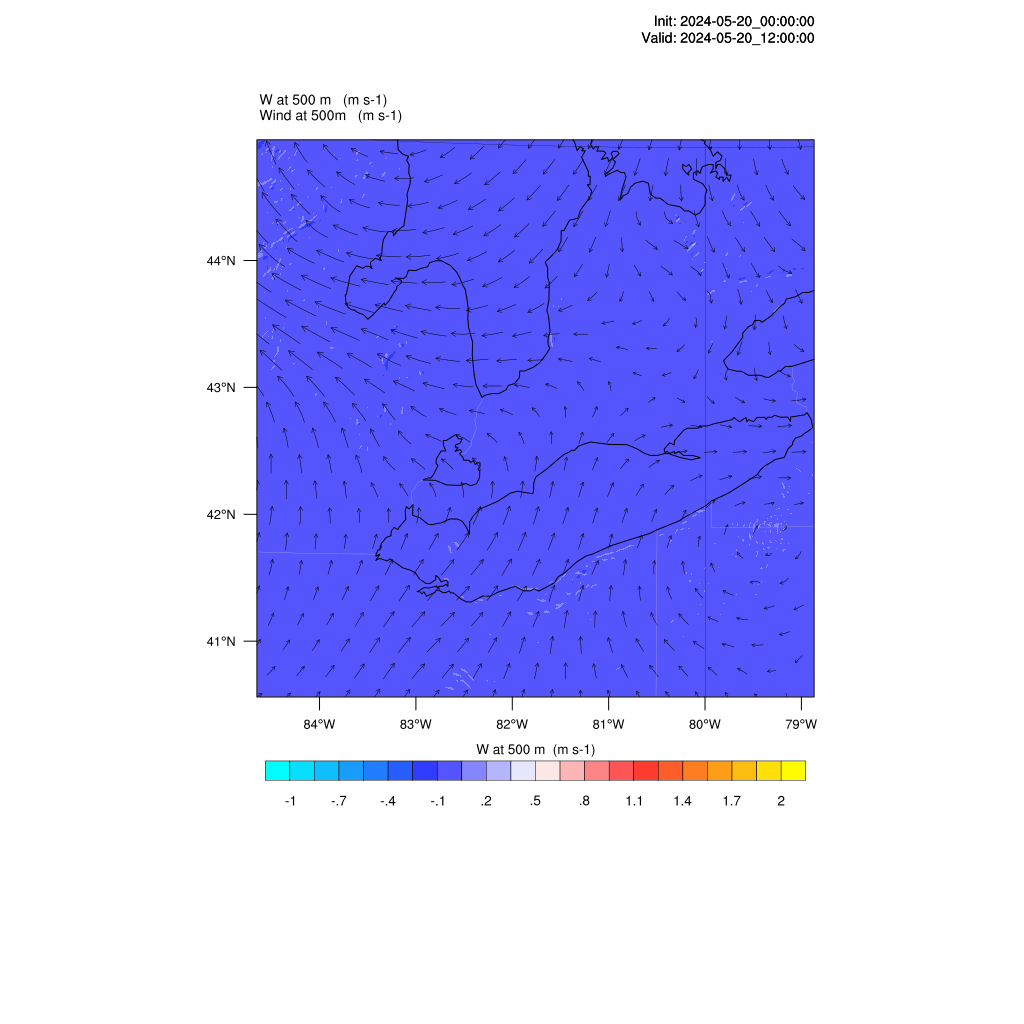 Init: 2024-05-20_00:00:00
Valid: 2024-05-20_12:00:00
W at 500 m (m s-1)
Wind at 500m (m s-1)
44°N
43°N
42°N
41°N
84°W 83°W 82°W 81°W 80°W 79°W
W at 500 m (m s-1)
-1 -.7 -.4 -.1 .2 .5 .8 1.1 1.4 1.7 2